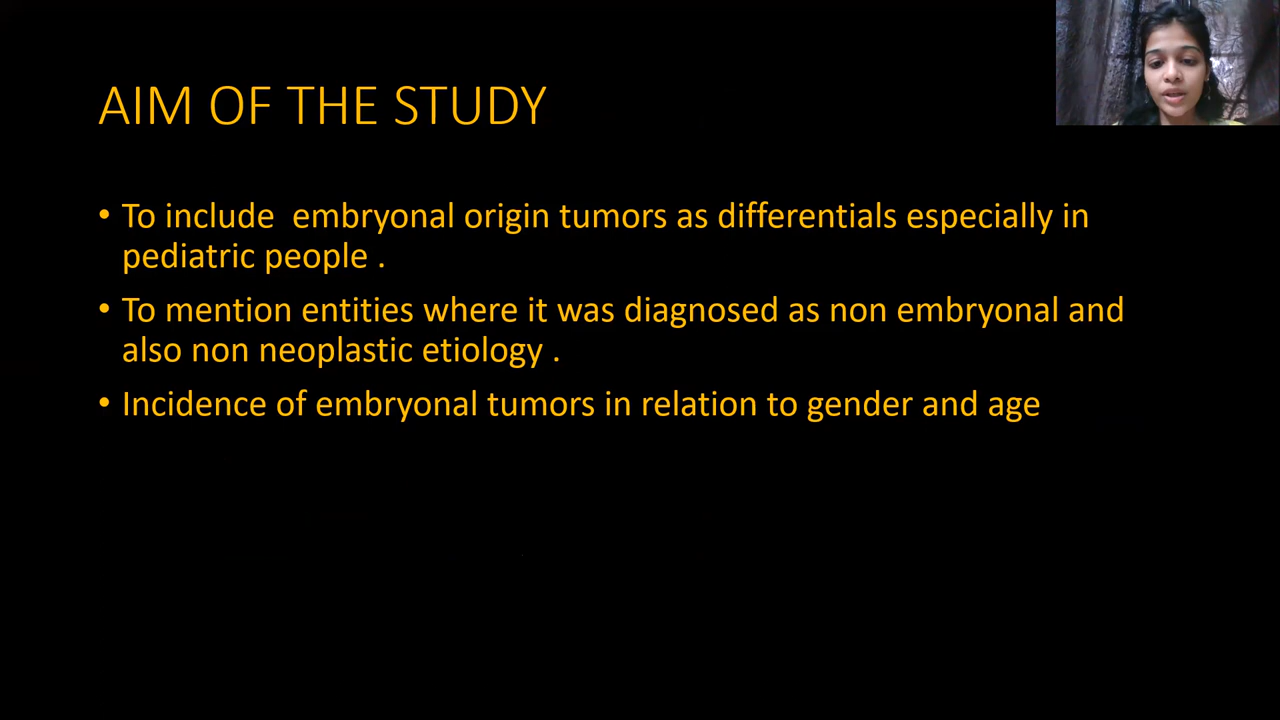 AIM OF THE STUDY
• To include  embryonal origin tumors as differentials especially in
pediatric people .
• To mention entities where it was diagnosed as non embryonal and
also non neoplastic etiology .
• Incidence of embryonal tumors in relation to gender and age